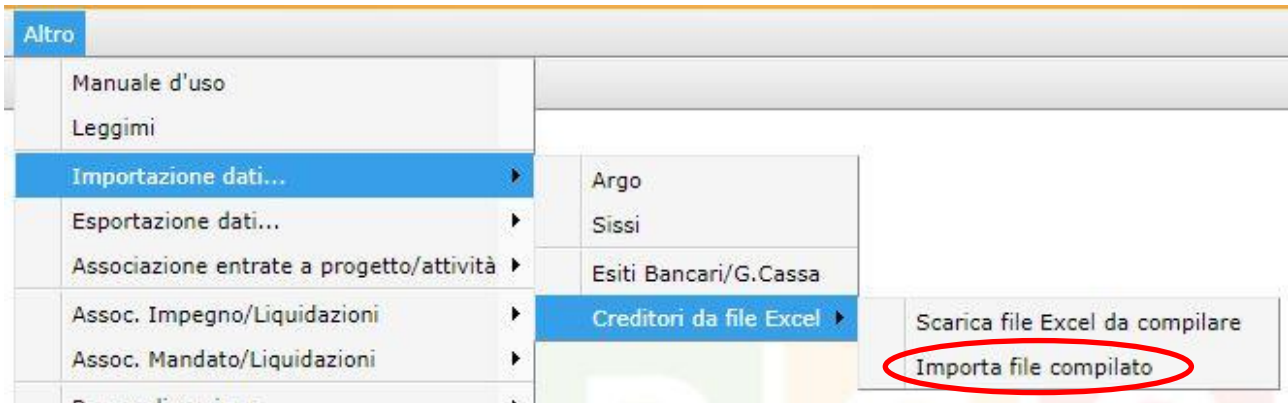 Altro
Manuale d'uso
Leggimi
Importazione dati...
Esportazione dati...
Associazione entrate a progetto/attività
Assoc. Impegno/Liquidazioni
Assoc. Mandato/Liquidazioni
Argo
Sissi
Esiti Bancari/G.Cassa
Creditori da file Excel
Scarica file Excel da compilare
Importa file compilato